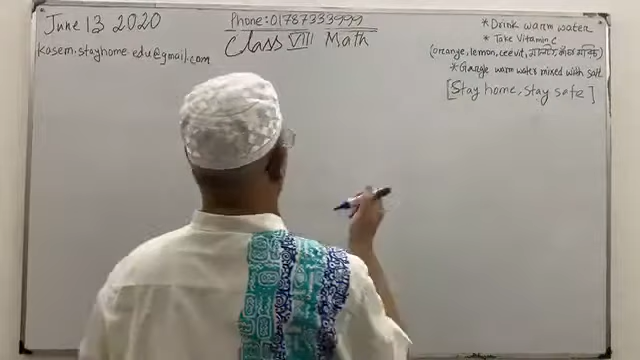 June 13 2020
kasem.stayhome.edu@gmail.com
Phone: 01787333999
Class VIII Math
* Drink warm water
* Take Vitamin C
(orange, lemon, ceevit,
* Gargle warm water mixed with salt
[Stay home, Stay safe]